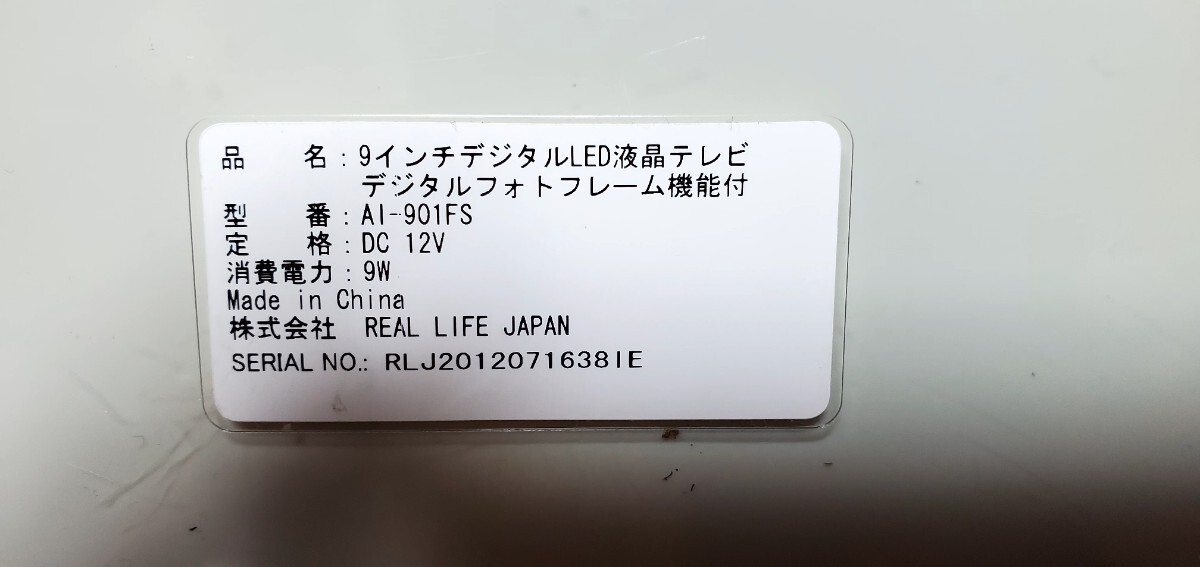 品　　名：9インチデジタルLED液晶テレビ
デジタルフォトフレーム機能付
型　　番：AI-901FS
定　　格：DC 12V
消費電力：9W
Made in China
株式会社　REAL LIFE JAPAN
SERIAL NO.: RLJ2012071638IE